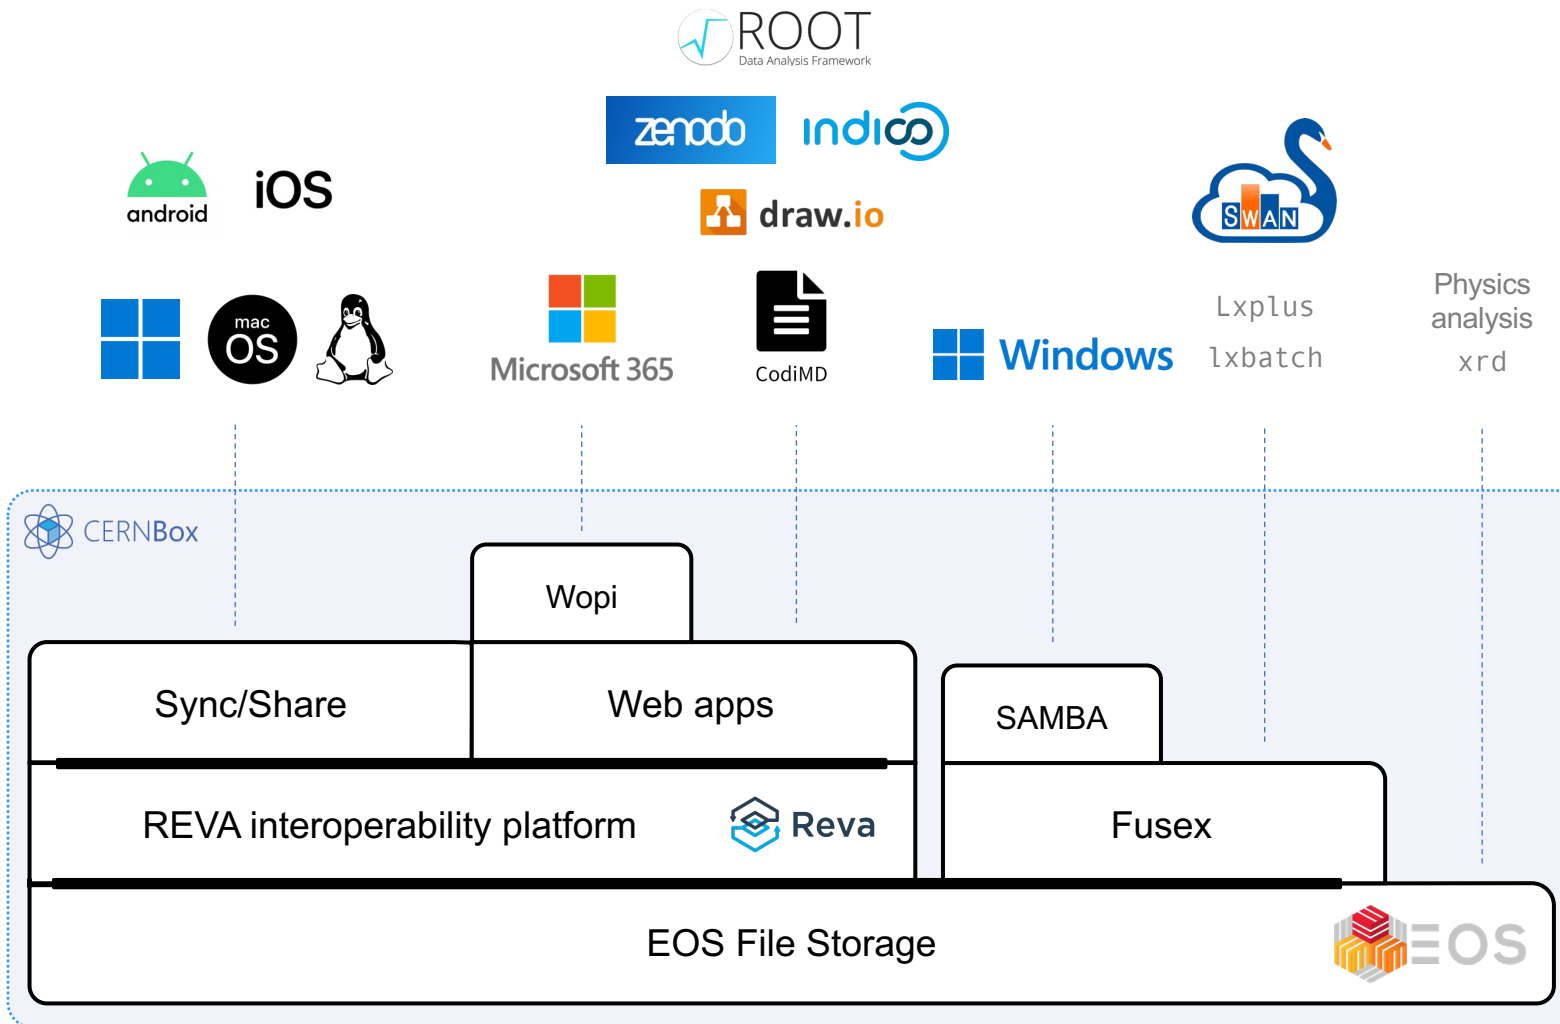 ROOT
Data Analysis Framework
zenodo
indico
android
iOS
draw.io
SWAN
mac
OS
Microsoft 365
CodiMD
Windows
Lxplus
lxbatch
Physics
analysis
xrd
CERNBox
Wopi
Sync/Share
Web apps
SAMBA
REVA interoperability platform
Reva
Fusex
EOS File Storage
EOS